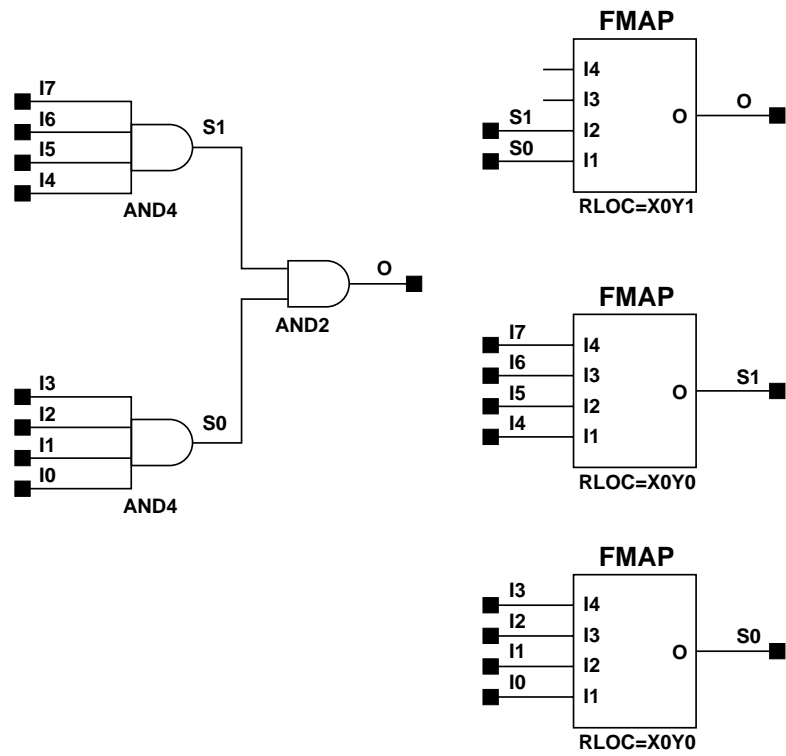 I7
I6
I5
I4
S1
AND4
O
AND2
I3
I2
I1
I0
S0
AND4
FMAP
I4
I3
S1 I2
S0 I1
O O
RLOC=X0Y1
FMAP
I7 I4
I6 I3
I5 I2
I4 I1
O S1
RLOC=X0Y0
FMAP
I3 I4
I2 I3
I1 I2
I0 I1
O S0
RLOC=X0Y0